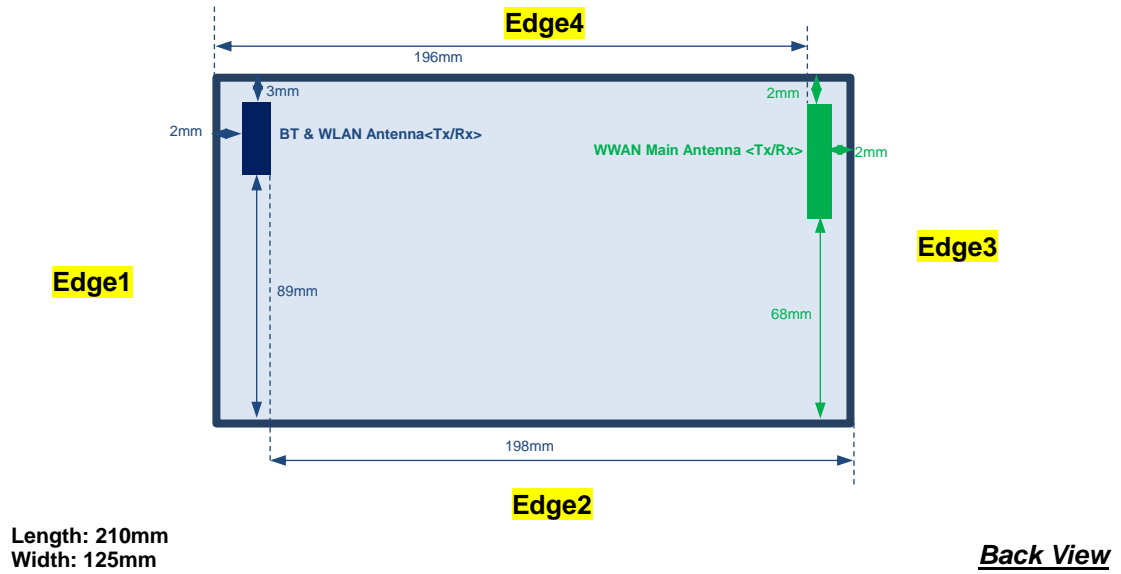 Edge4
196mm
3mm
2mm
2mm
BT & WLAN Antenna<Tx/Rx>
WWAN Main Antenna <Tx/Rx>
2mm
Edge3
Edge1
89mm
68mm
198mm
Edge2
Length: 210mm
Width: 125mm
Back View